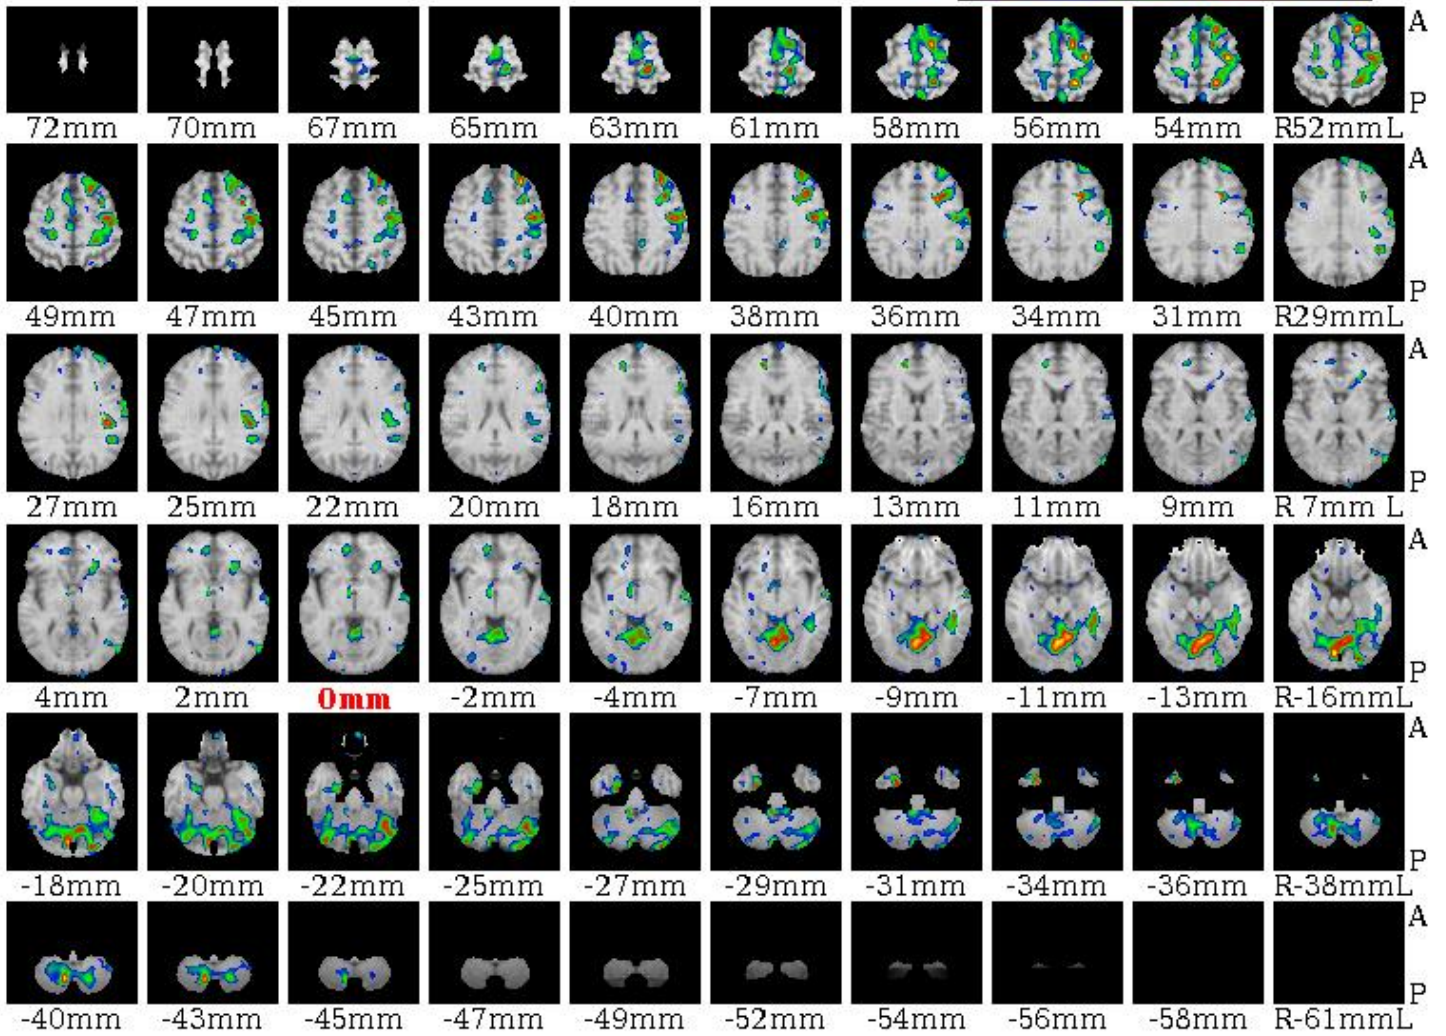 A
P
72mm 70mm 67mm 65mm 63mm 61mm 58mm 56mm 54mm R52mmL
A
P
49mm 47mm 45mm 43mm 40mm 38mm 36mm 34mm 31mm R29mmL
A
P
27mm 25mm 22mm 20mm 18mm 16mm 13mm 11mm 9mm R 7mm L
A
P
4mm 2mm 0mm -2mm -4mm -7mm -9mm -11mm -13mm R-16mmL
A
P
-18mm -20mm -22mm -25mm -27mm -29mm -31mm -34mm -36mm R-38mmL
A
P
-40mm -43mm -45mm -47mm -49mm -52mm -54mm -56mm -58mm R-61mmL